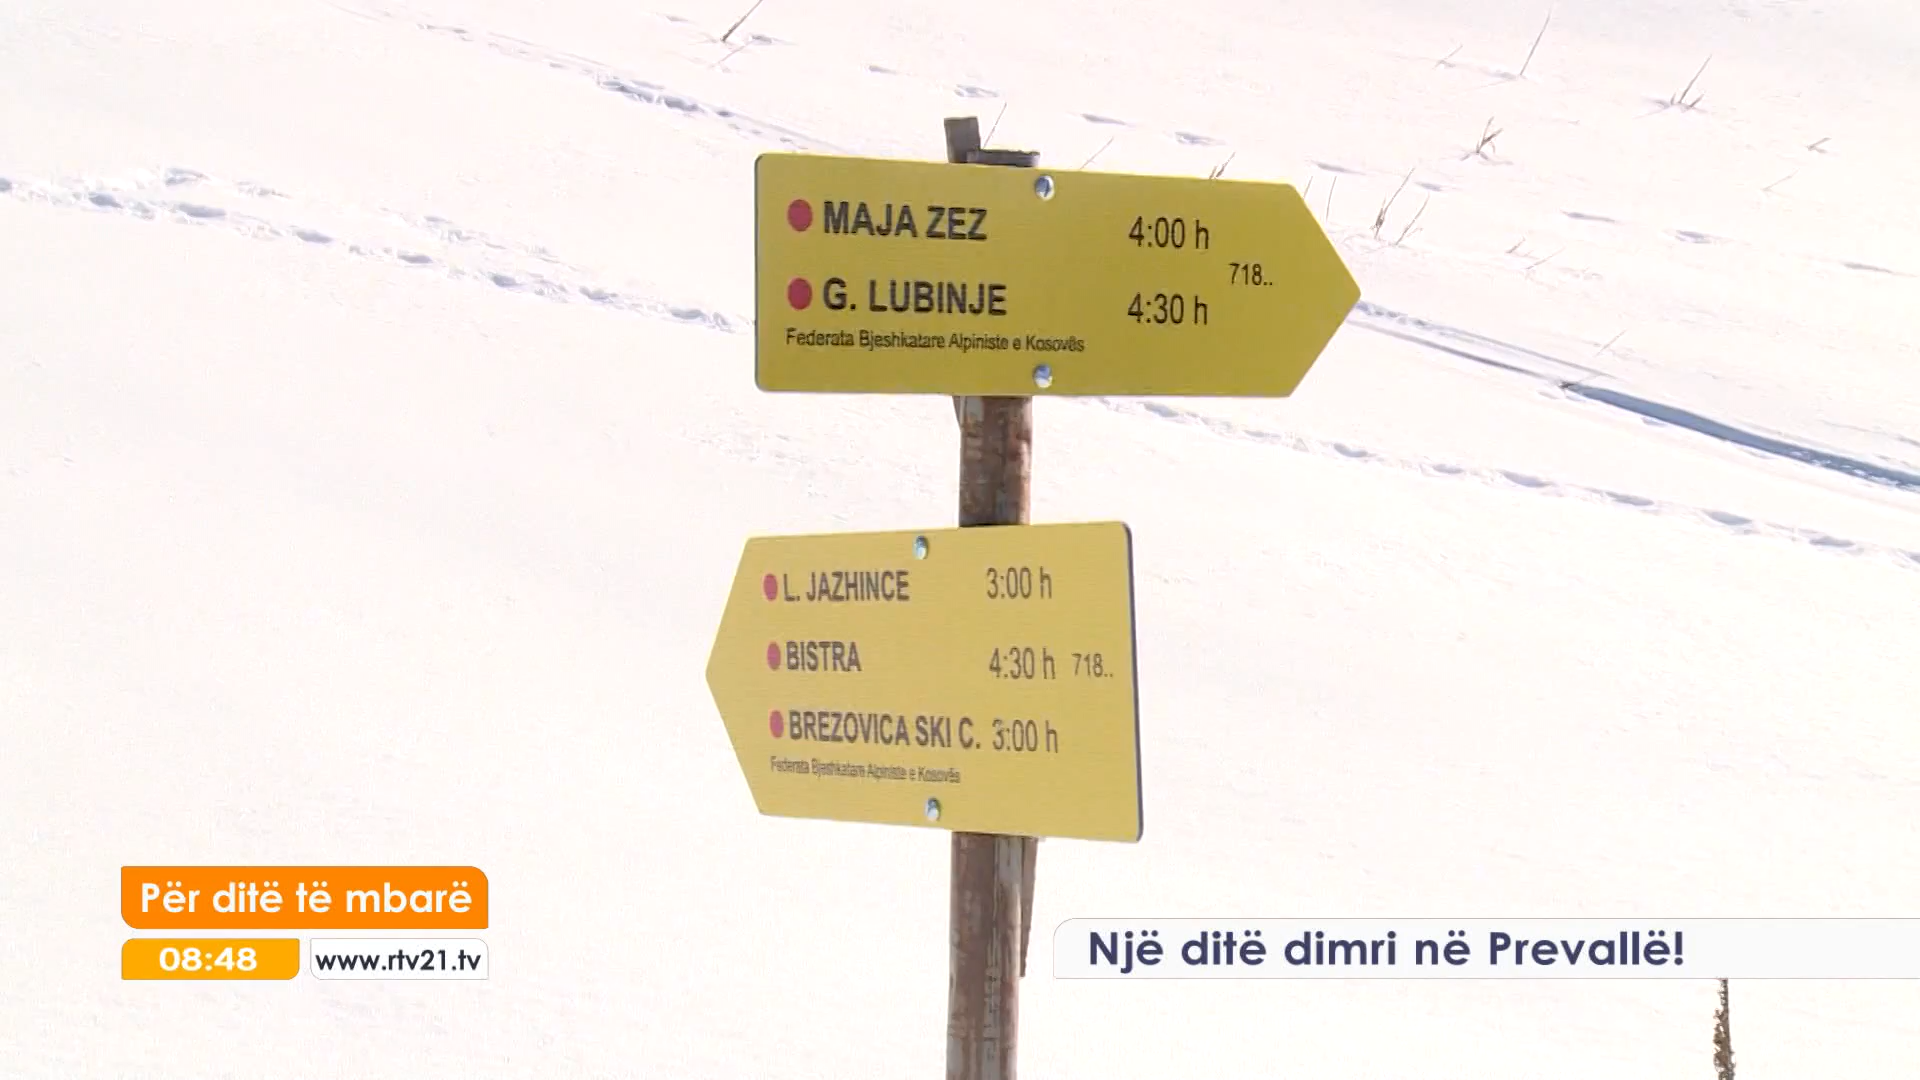 MAJA ZEZ 4:00 h
718..
G. LUBINJE 4:30 h
Federata Bjeshkatare Alpiniste e Kosovës
L. JAZHINCE 3:00 h
BISTRA 4:30 h 718..
BREZOVICA SKI C. 3:00 h
Federata Bjeshkatare Alpiniste e Kosovës
Për ditë të mbarë
08:48 www.rtv21.tv
Një ditë dimri në Prevallë!